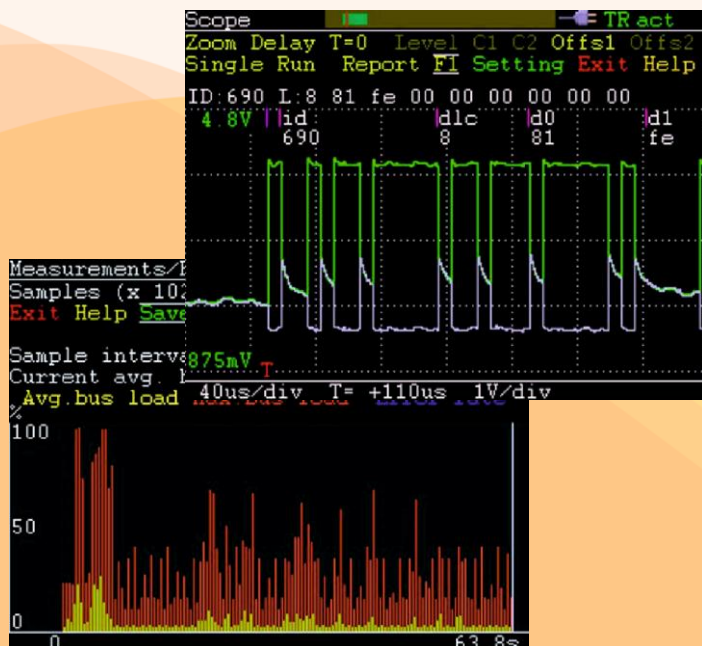 Scope TR act
Zoom Delay T=0 Level C1 C2 Offs1 Offs2
Single Run Report FI Setting Exit Help
ID:690 L:8 81 fe 00 00 00 00 00 00
4.8V id dlc d0 d1
690 8 81 fe
875mV T
40us/div T= +110us 1V/div
Measurements/
Samples (x 102
Exit Help Save
Sample interva
Current avg.
Avg.bus load
%
100
50
0
0 63.8s